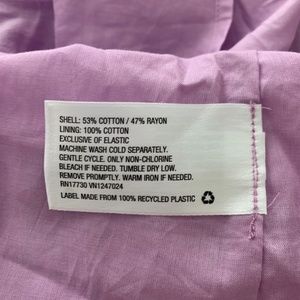 SHELL: 53% COTTON / 47% RAYON
LINING: 100% COTTON
EXCLUSIVE OF ELASTIC
MACHINE WASH COLD SEPARATELY.
GENTLE CYCLE. ONLY NON-CHLORINE
BLEACH IF NEEDED. TUMBLE DRY LOW.
REMOVE PROMPTLY. WARM IRON IF NEEDED.
RN17730 VN1247024
LABEL MADE FROM 100% RECYCLED PLASTIC